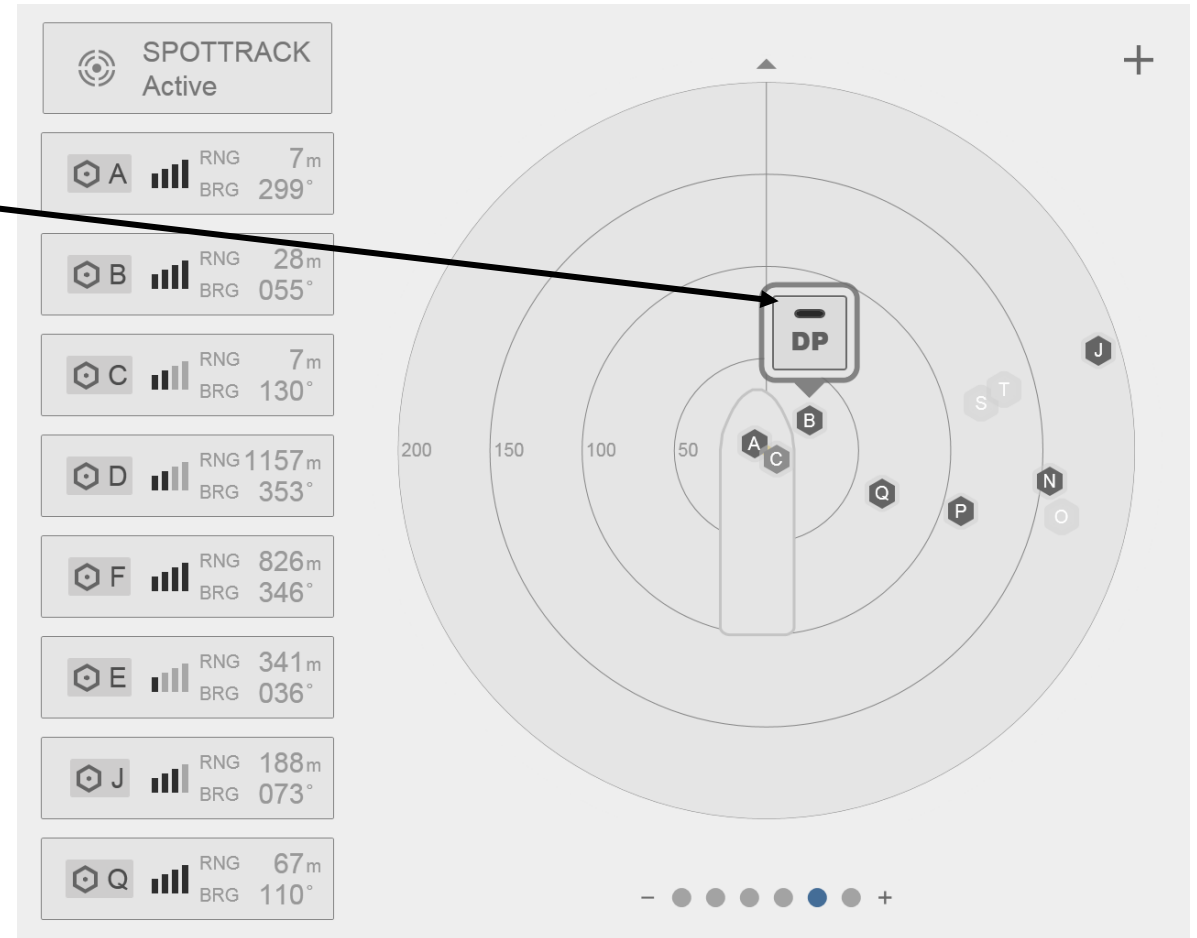 SPOTTRACK
Active
A RNG 7m
BRG 299°
B RNG 28m
BRG 055°
C RNG 7m
BRG 130°
D RNG 1157m
BRG 353°
F RNG 826m
BRG 346°
E RNG 341m
BRG 036°
J RNG 188m
BRG 073°
Q RNG 67m
BRG 110°
+
DP
J
T
S
B
A
C
200 150 100 50
N
Q
P
O
− +